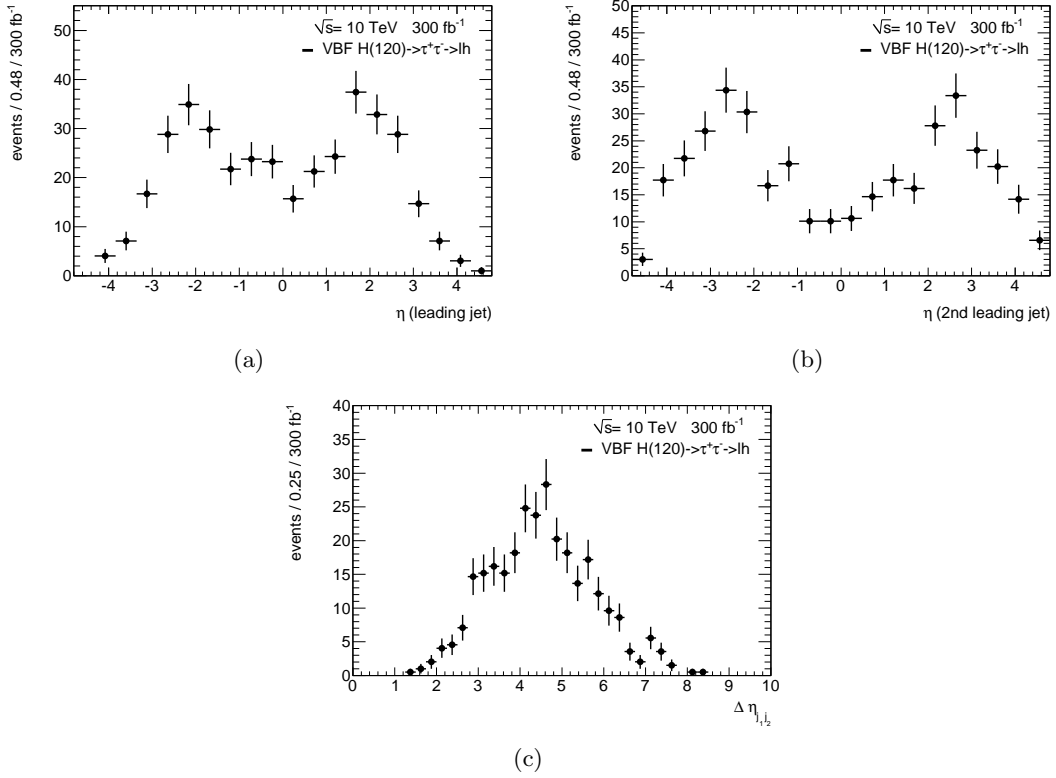 events / 0.48 / 300 fb⁻¹
50
40
30
20
10
0
√s= 10 TeV 300 fb⁻¹
VBF H(120)->τ⁺τ⁻->lh
-4 -3 -2 -1 0 1 2 3 4
η (leading jet)
(a)
events / 0.48 / 300 fb⁻¹
50
45
40
35
30
25
20
15
10
5
0
√s= 10 TeV 300 fb⁻¹
VBF H(120)->τ⁺τ⁻->lh
-4 -3 -2 -1 0 1 2 3 4
η (2nd leading jet)
(b)
events / 0.25 / 300 fb⁻¹
40
35
30
25
20
15
10
5
0
√s= 10 TeV 300 fb⁻¹
VBF H(120)->τ⁺τ⁻->lh
0 1 2 3 4 5 6 7 8 9 10
Δ η_{j₁j₂}
(c)